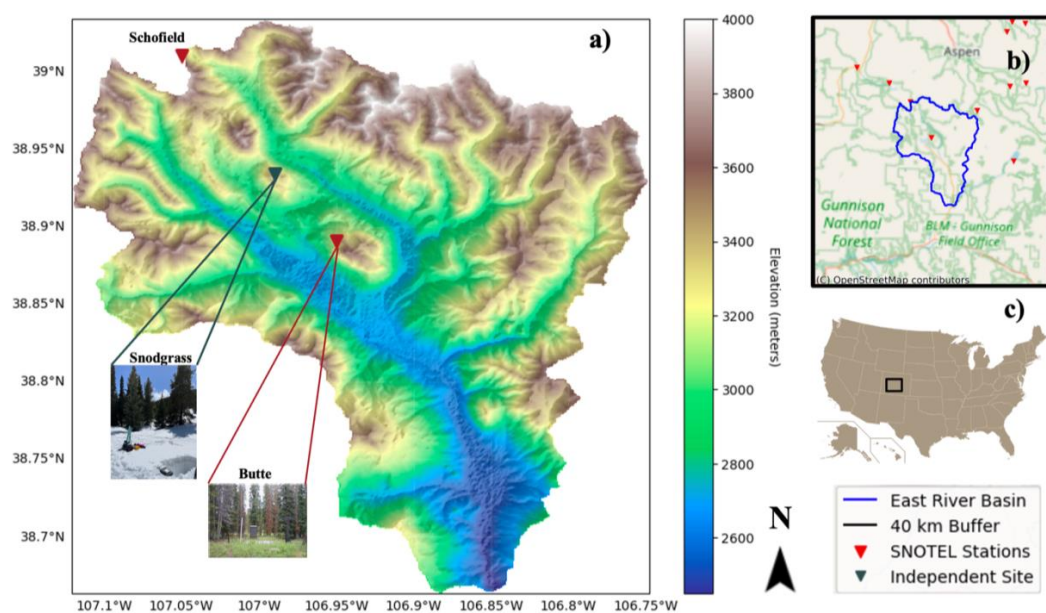 Schofield
a)
39°N
38.95°N
38.9°N
38.85°N
38.8°N
38.75°N
38.7°N
Snodgrass
Butte
107.1°W
107.05°W
107°W
106.95°W
106.9°W
106.85°W
106.8°W
106.75°W
4000
3800
3600
3400
3200
3000
2800
2600
Elevation (meters)
N
b)
Aspen
Gunnison
National
Forest
BLM - Gunnison
Field Office
(C) OpenStreetMap contributors
c)
East River Basin
40 km Buffer
SNOTEL Stations
Independent Site